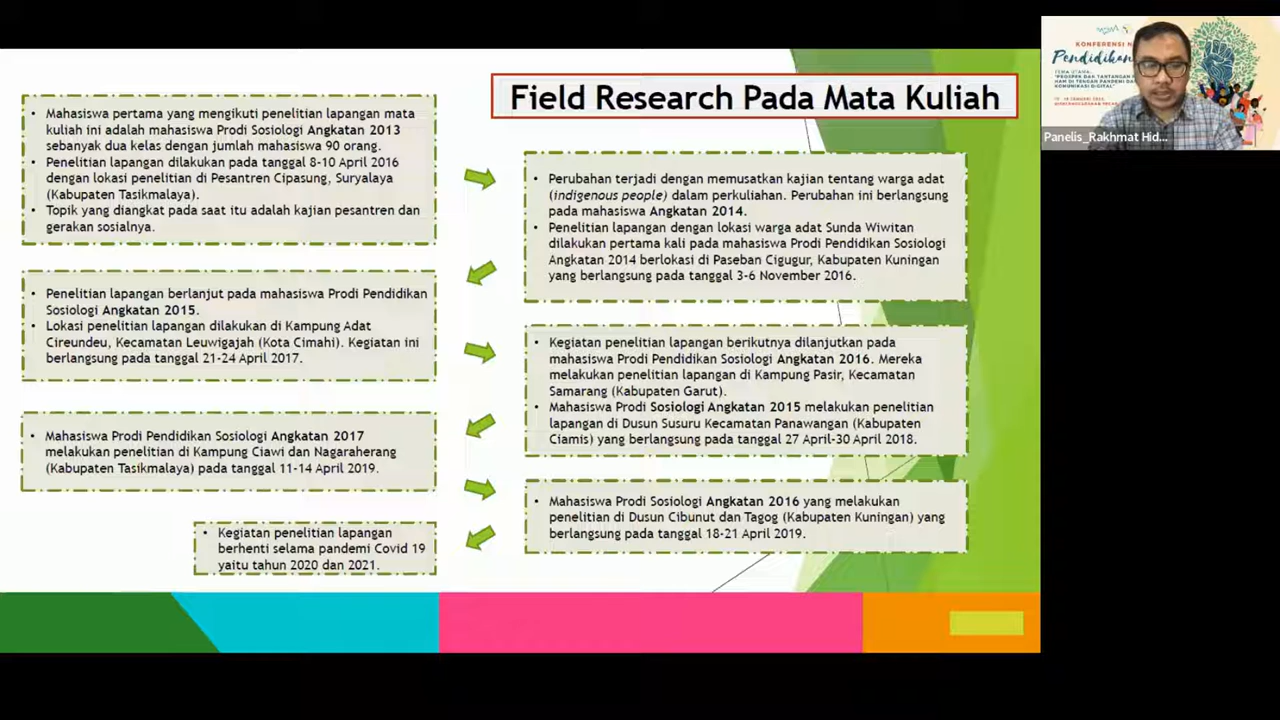 Field Research Pada Mata Kuliah
• Mahasiswa pertama yang mengikuti penelitian lapangan mata
kuliah ini adalah mahasiswa Prodi Sosiologi Angkatan 2013
sebanyak dua kelas dengan jumlah mahasiswa 90 orang.
• Penelitian lapangan dilakukan pada tanggal 8-10 April 2016
dengan lokasi penelitian di Pesantren Cipasung, Suryalaya
(Kabupaten Tasikmalaya).
• Topik yang diangkat pada saat itu adalah kajian pesantren dan
gerakan sosialnya.
• Perubahan terjadi dengan memusatkan kajian tentang warga adat
(indigenous people) dalam perkuliahan. Perubahan ini berlangsung
pada mahasiswa Angkatan 2014.
• Penelitian lapangan dengan lokasi warga adat Sunda Wiwitan
dilakukan pertama kali pada mahasiswa Prodi Pendidikan Sosiologi
Angkatan 2014 berlokasi di Paseban Cigugur, Kabupaten Kuningan
yang berlangsung pada tanggal 3-6 November 2016.
• Penelitian lapangan berlanjut pada mahasiswa Prodi Pendidikan
Sosiologi Angkatan 2015.
• Lokasi penelitian lapangan dilakukan di Kampung Adat
Cireundeu, Kecamatan Leuwigajah (Kota Cimahi). Kegiatan ini
berlangsung pada tanggal 21-24 April 2017.
• Kegiatan penelitian lapangan berikutnya dilanjutkan pada
mahasiswa Prodi Pendidikan Sosiologi Angkatan 2016. Mereka
melakukan penelitian lapangan di Kampung Pasir, Kecamatan
Samarang (Kabupaten Garut).
• Mahasiswa Prodi Sosiologi Angkatan 2015 melakukan penelitian
lapangan di Dusun Susuru Kecamatan Panawangan (Kabupaten
Ciamis) yang berlangsung pada tanggal 27 April-30 April 2018.
• Mahasiswa Prodi Pendidikan Sosiologi Angkatan 2017
melakukan penelitian di Kampung Ciawi dan Nagaraherang
(Kabupaten Tasikmalaya) pada tanggal 11-14 April 2019.
• Mahasiswa Prodi Sosiologi Angkatan 2016 yang melakukan
penelitian di Dusun Cibunut dan Tagog (Kabupaten Kuningan) yang
berlangsung pada tanggal 18-21 April 2019.
• Kegiatan penelitian lapangan
berhenti selama pandemi Covid 19
yaitu tahun 2020 dan 2021.
KONFERENSI
Pendidikan
TEMA UTAMA
HAM DI TENGAH PANDEMI
KOMUNIKASI DIGITAL"
Panelis_Rakhmat Hid...